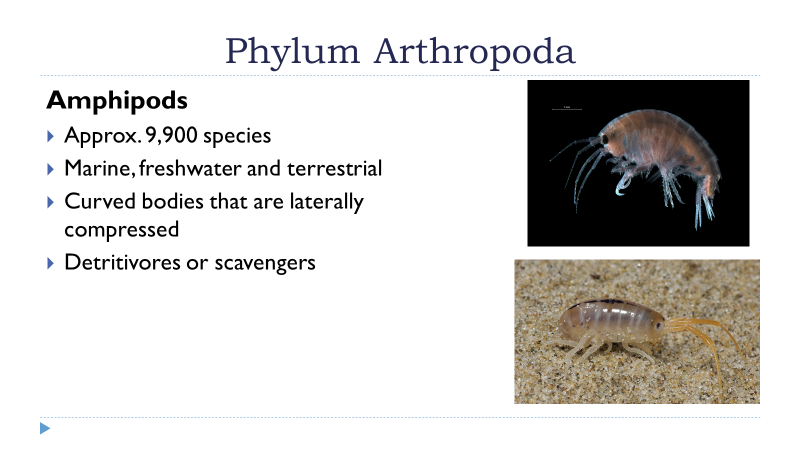 Phylum Arthropoda
Amphipods
Approx. 9,900 species
Marine, freshwater and terrestrial
Curved bodies that are laterally
compressed
Detritivores or scavengers